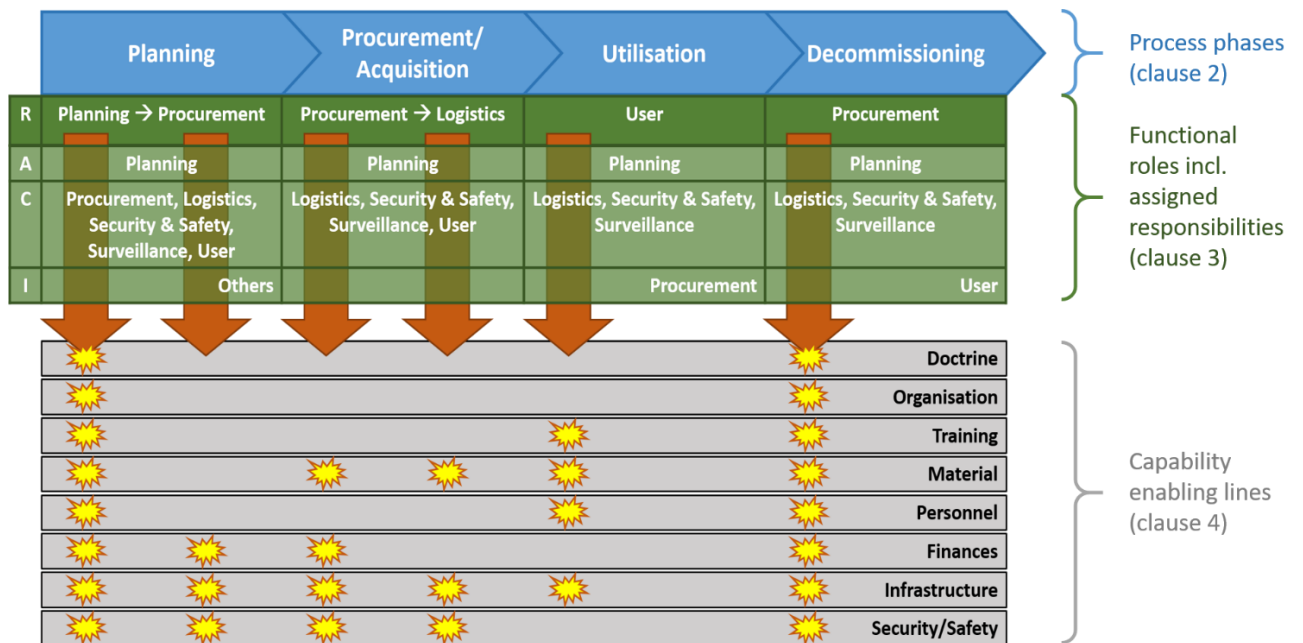 Planning
Procurement/
Acquisition
Utilisation
Decommissioning
Process phases
(clause 2)
R
Planning → Procurement
Procurement → Logistics
User
Procurement
A
Planning
Planning
Planning
Planning
C
Procurement, Logistics,
Security & Safety,
Surveillance, User
Logistics, Security & Safety,
Surveillance, User
Logistics, Security & Safety,
Surveillance
Logistics, Security & Safety,
Surveillance
I
Others
Procurement
User
Functional
roles incl.
assigned
responsibilities
(clause 3)
Doctrine
Organisation
Training
Material
Personnel
Finances
Infrastructure
Security/Safety
Capability
enabling lines
(clause 4)